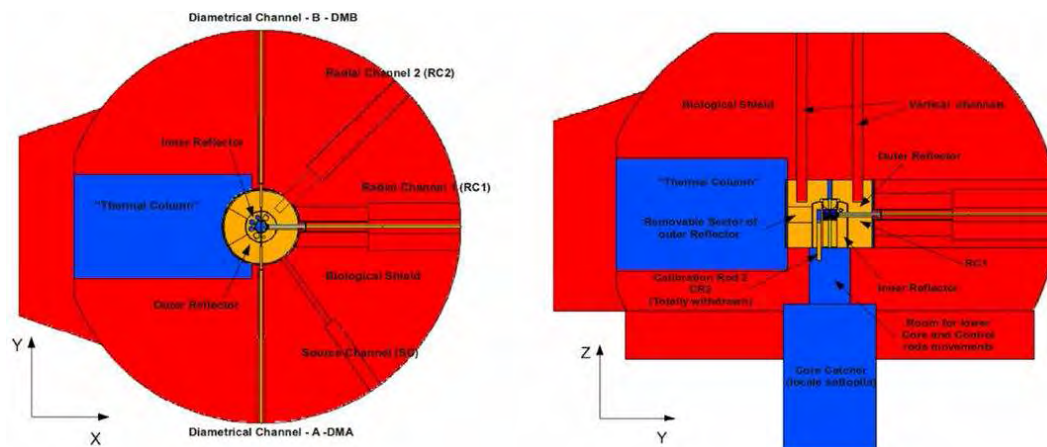 Diametrical Channel - B - DMB
Radial Channel 2 (RC2)
Inner Reflector
Radial Channel 1 (RC1)
"Thermal Column"
Biological Shield
Outer Reflector
Source Channel (SC)
Y
X
Diametrical Channel - A -DMA
Biological Shield
Vertical channels
Outer Reflector
"Thermal Column"
Removable Sector of
outer Reflector
RC1
Calibration Rod 2
CR2
(Totally withdrawn)
Inner Reflector
Room for lower
Core and Control
rods movements
Z
Core Catcher
(locale sottopila)
Y